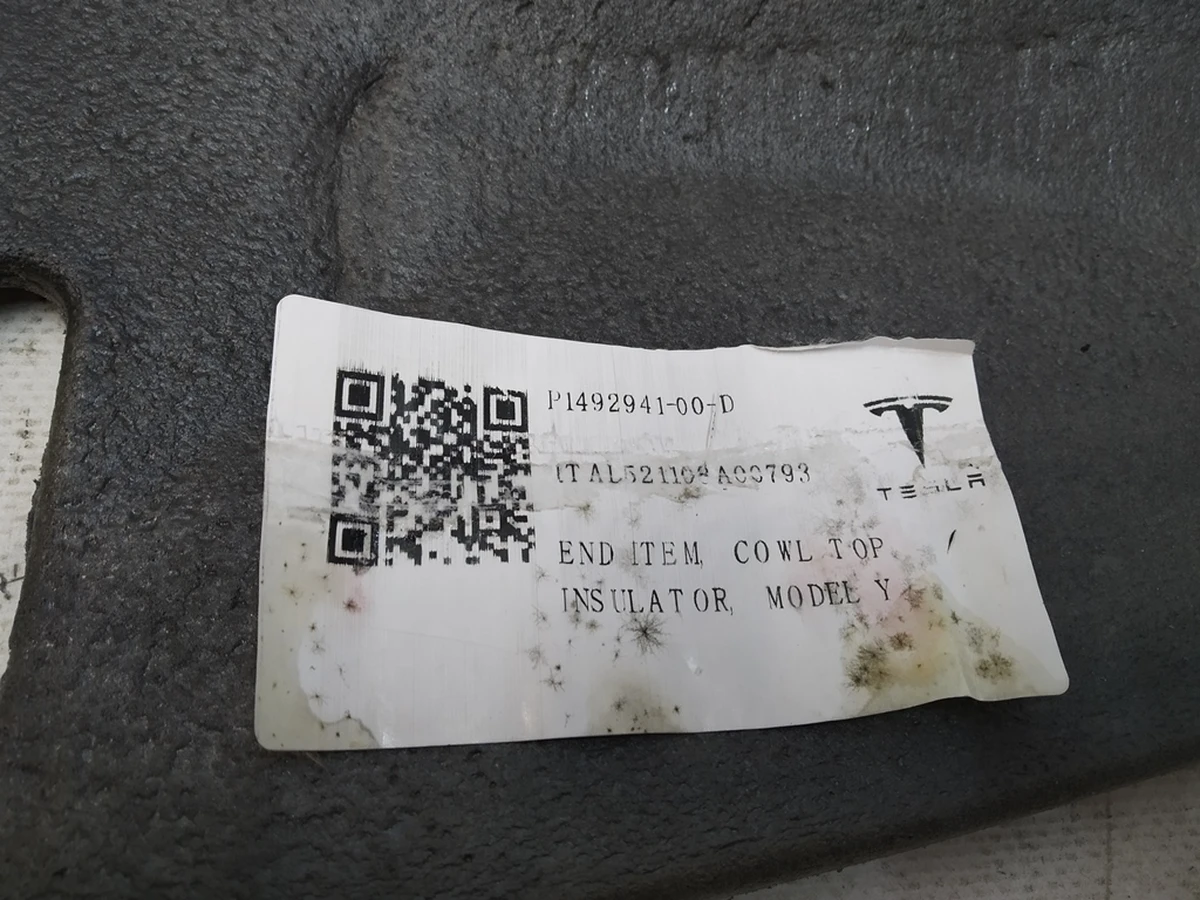 P1492941-00-D
TESLA
END ITEM, COWL TOP
INSULATOR, MODEL Y